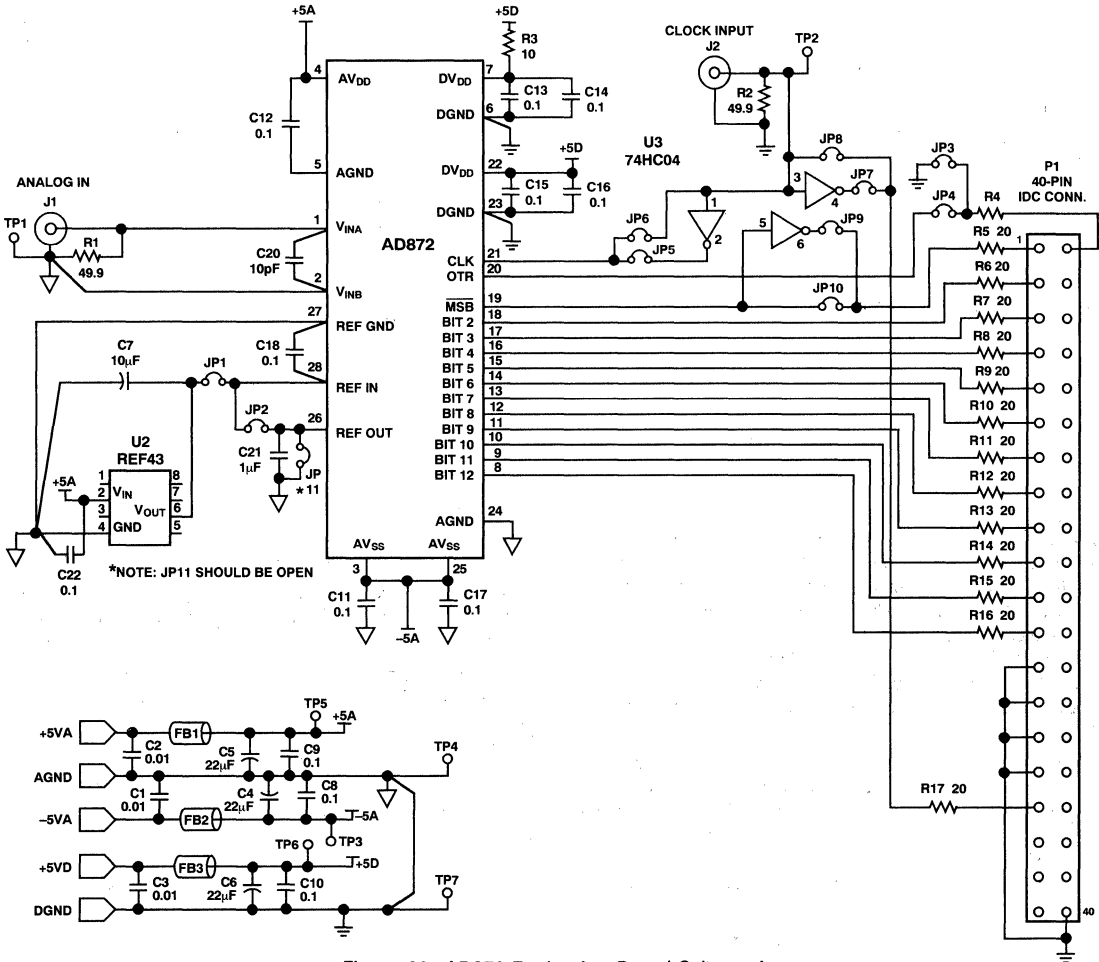 +5A
+5D
R3
10
CLOCK INPUT
J2
TP2
R2
49.9
4
AVDD
DVDD
7
C13
0.1
C14
0.1
C12
0.1
DGND
6
U3
74HC04
JP8
JP3
P1
40-PIN
IDC CONN.
+5D
5
AGND
DVDD
22
C15
0.1
C16
0.1
3
4
JP7
JP4
R4
ANALOG IN
J1
TP1
R1
49.9
1
VINA
DGND
23
JP6
JP5
1
2
5
6
JP9
R5 20
1
AD872
C20
10pF
2
VINB
CLK
21
OTR
20
R6 20
27
REF GND
MSB
19
JP10
R7 20
BIT 2
18
BIT 3
17
R8 20
C18
0.1
BIT 4
16
BIT 5
15
R9 20
C7
10µF
JP1
28
REF IN
BIT 6
14
BIT 7
13
R10 20
JP2
26
REF OUT
BIT 8
12
BIT 9
11
R11 20
C21
1µF
JP
*11
BIT 10
10
BIT 11
9
BIT 12
8
R12 20
U2
REF43
+5A
1
2
3
4
VIN
VOUT
GND
8
7
6
5
R13 20
AGND
24
R14 20
C22
0.1
*NOTE: JP11 SHOULD BE OPEN
AVSS
AVSS
3
25
R15 20
C11
0.1
C17
0.1
R16 20
–5A
TP5
+5A
+5VA
FB1
C2
0.01
C5
22µF
C9
0.1
TP4
AGND
C1
0.01
C4
22µF
C8
0.1
R17 20
–5VA
FB2
–5A
TP6
TP3
+5VD
FB3
+5D
C3
0.01
C6
22µF
C10
0.1
TP7
DGND
40